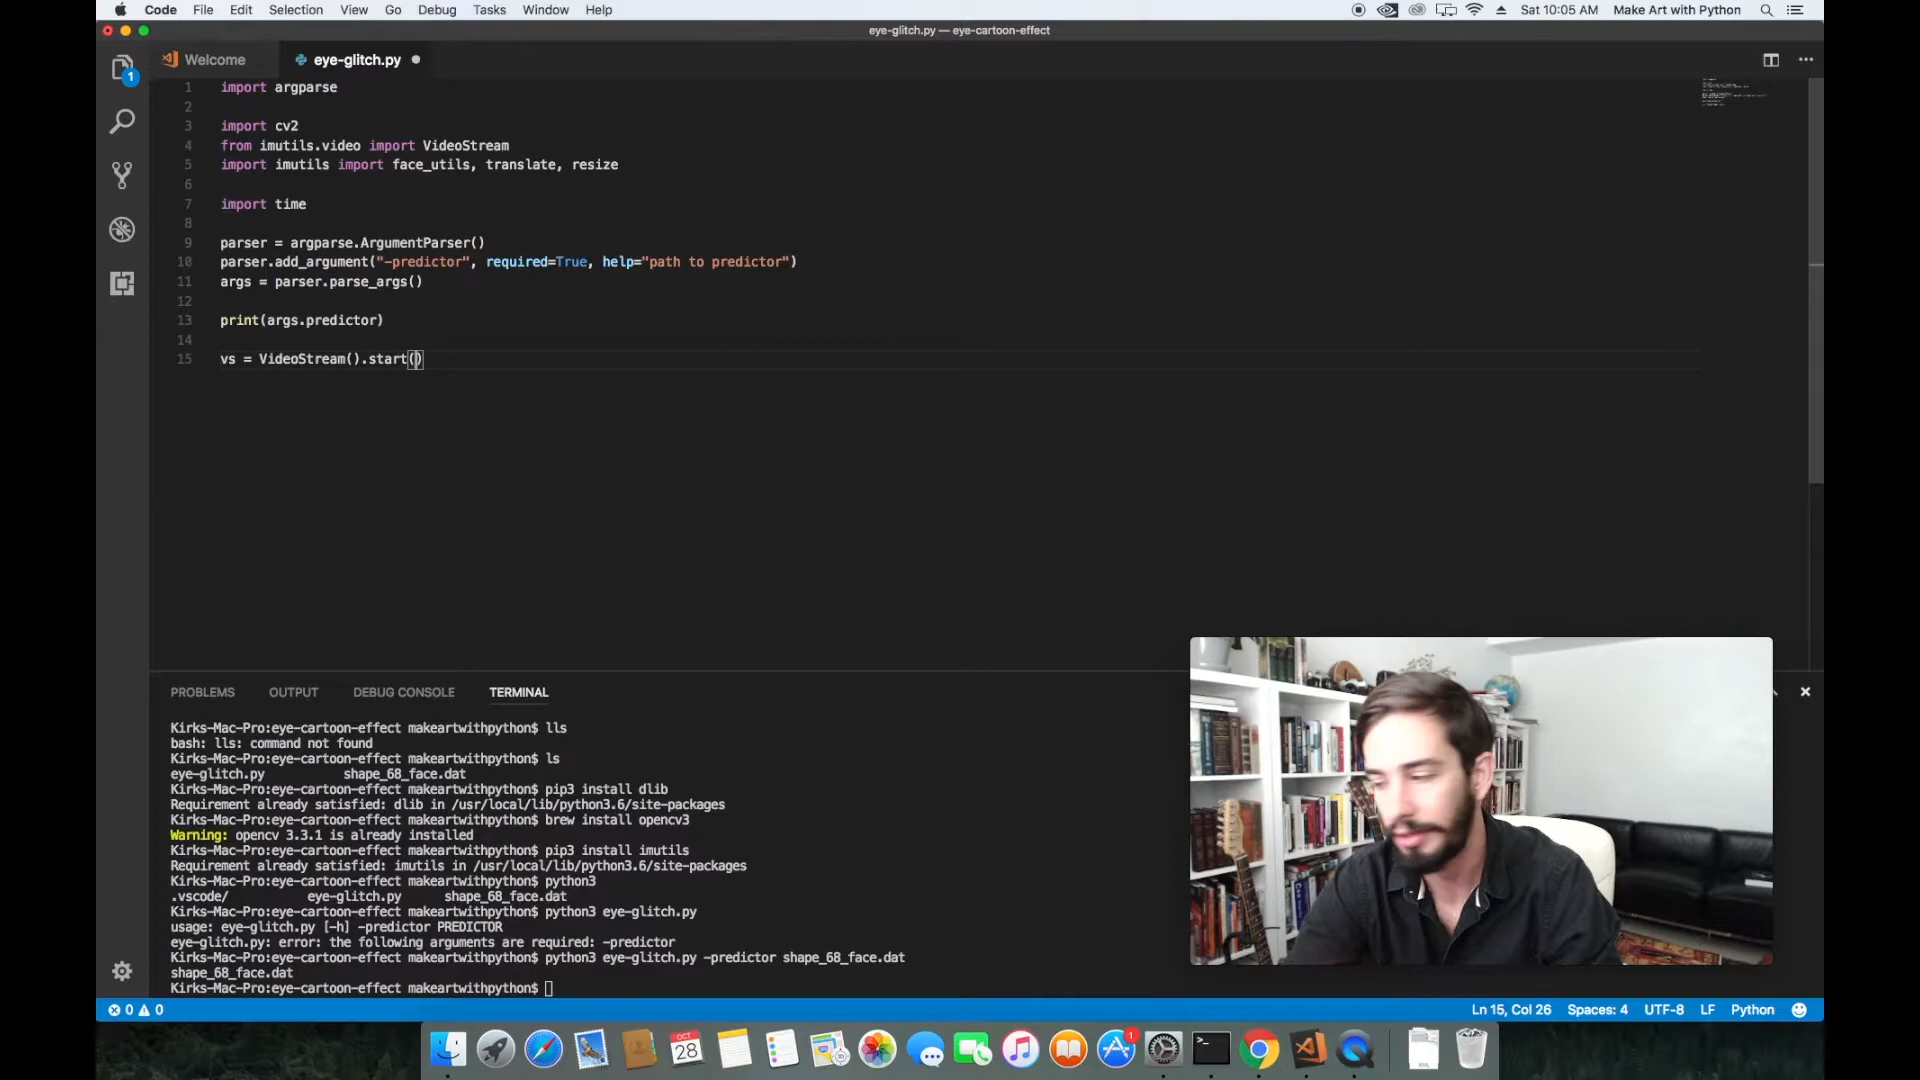 Code File Edit Selection View Go Debug Tasks Window Help Sat 10:05 AM Make Art with Python
eye-glitch.py — eye-cartoon-effect
Welcome eye-glitch.py
1
1 import argparse
2
3 import cv2
4 from imutils.video import VideoStream
5 import imutils import face_utils, translate, resize
6
7 import time
8
9 parser = argparse.ArgumentParser()
10 parser.add_argument("-predictor", required=True, help="path to predictor")
11 args = parser.parse_args()
12
13 print(args.predictor)
14
15 vs = VideoStream().start()
PROBLEMS OUTPUT DEBUG CONSOLE TERMINAL
Kirks-Mac-Pro:eye-cartoon-effect makeartwithpython$ lls
bash: lls: command not found
Kirks-Mac-Pro:eye-cartoon-effect makeartwithpython$ ls
eye-glitch.py shape_68_face.dat
Kirks-Mac-Pro:eye-cartoon-effect makeartwithpython$ pip3 install dlib
Requirement already satisfied: dlib in /usr/local/lib/python3.6/site-packages
Kirks-Mac-Pro:eye-cartoon-effect makeartwithpython$ brew install opencv3
Warning: opencv 3.3.1 is already installed
Kirks-Mac-Pro:eye-cartoon-effect makeartwithpython$ pip3 install imutils
Requirement already satisfied: imutils in /usr/local/lib/python3.6/site-packages
Kirks-Mac-Pro:eye-cartoon-effect makeartwithpython$ python3
.vscode/ eye-glitch.py shape_68_face.dat
Kirks-Mac-Pro:eye-cartoon-effect makeartwithpython$ python3 eye-glitch.py
usage: eye-glitch.py [-h] -predictor PREDICTOR
eye-glitch.py: error: the following arguments are required: -predictor
Kirks-Mac-Pro:eye-cartoon-effect makeartwithpython$ python3 eye-glitch.py -predictor shape_68_face.dat
shape_68_face.dat
Kirks-Mac-Pro:eye-cartoon-effect makeartwithpython$
0 0 Ln 15, Col 26 Spaces: 4 UTF-8 LF Python
OCT
28
1